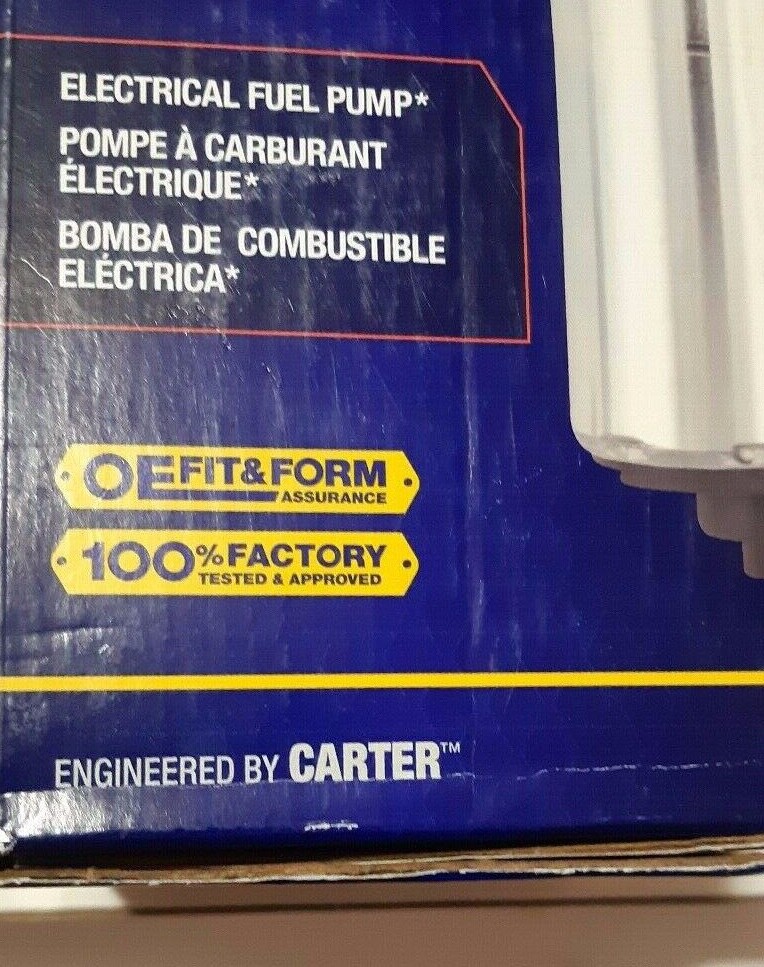 ELECTRICAL FUEL PUMP*
POMPE À CARBURANT
ÉLECTRIQUE*
BOMBA DE COMBUSTIBLE
ELÉCTRICA*
OE FIT & FORM
ASSURANCE
100% FACTORY
TESTED & APPROVED
ENGINEERED BY CARTER™